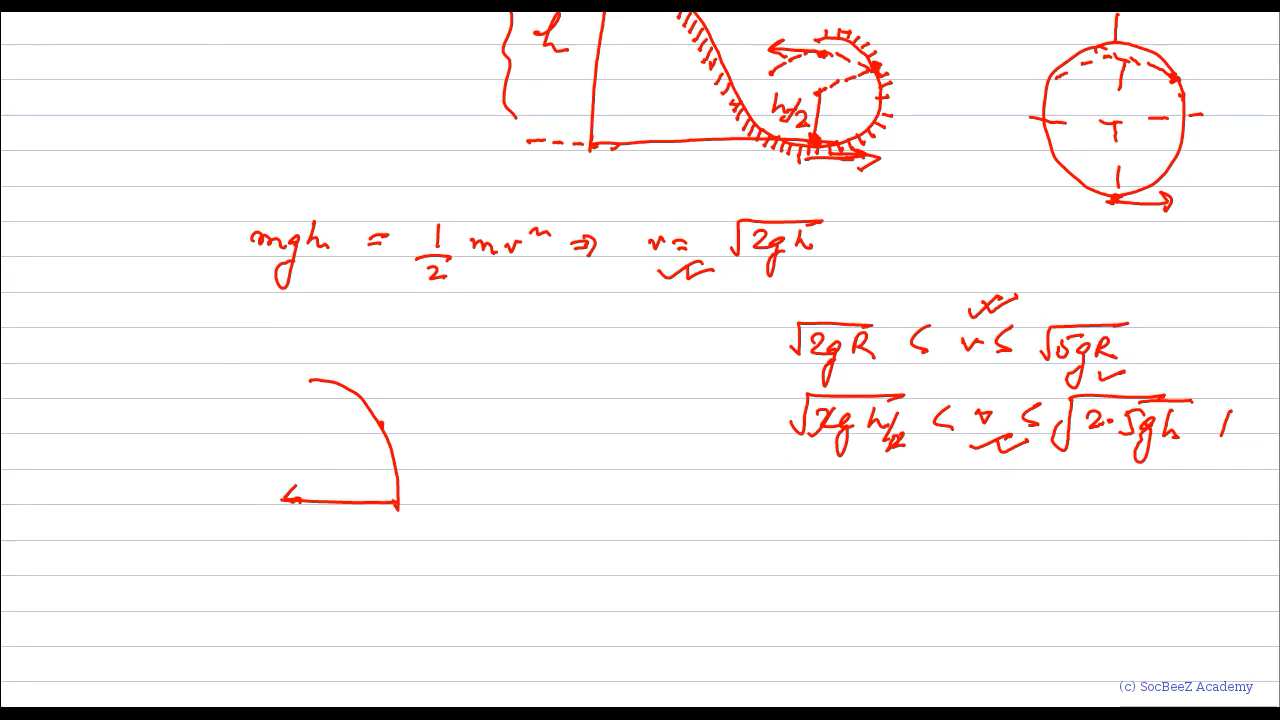 h
h/2
mgh = 1/2 mv² ⇒ v = √2gh
√2gR < v ≤ √5gR
√2g h/2 < v ≤ √2.5gh
(c) SocBeeZ Academy